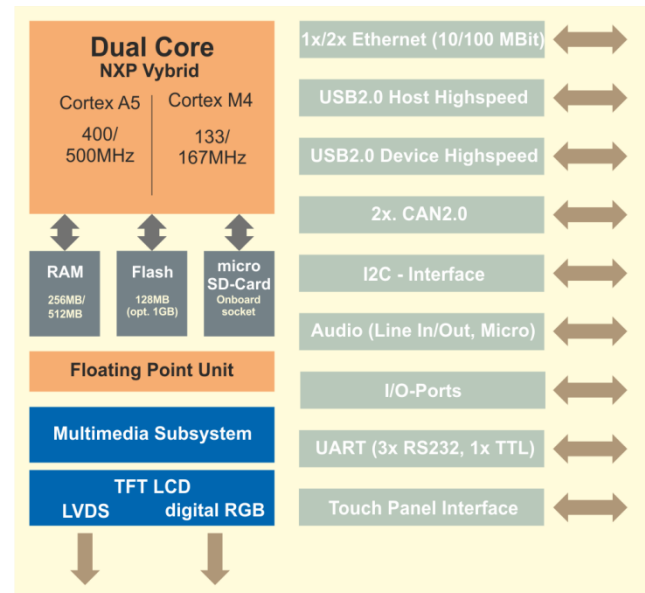 Dual Core
NXP Vybrid
Cortex A5
400/
500MHz
Cortex M4
133/
167MHz
RAM
256MB/
512MB
Flash
128MB
(opt. 1GB)
micro
SD-Card
Onboard
socket
Floating Point Unit
Multimedia Subsystem
TFT LCD
LVDS
digital RGB
1x/2x Ethernet (10/100 MBit)
USB2.0 Host Highspeed
USB2.0 Device Highspeed
2x. CAN2.0
I2C - Interface
Audio (Line In/Out, Micro)
I/O-Ports
UART (3x RS232, 1x TTL)
Touch Panel Interface